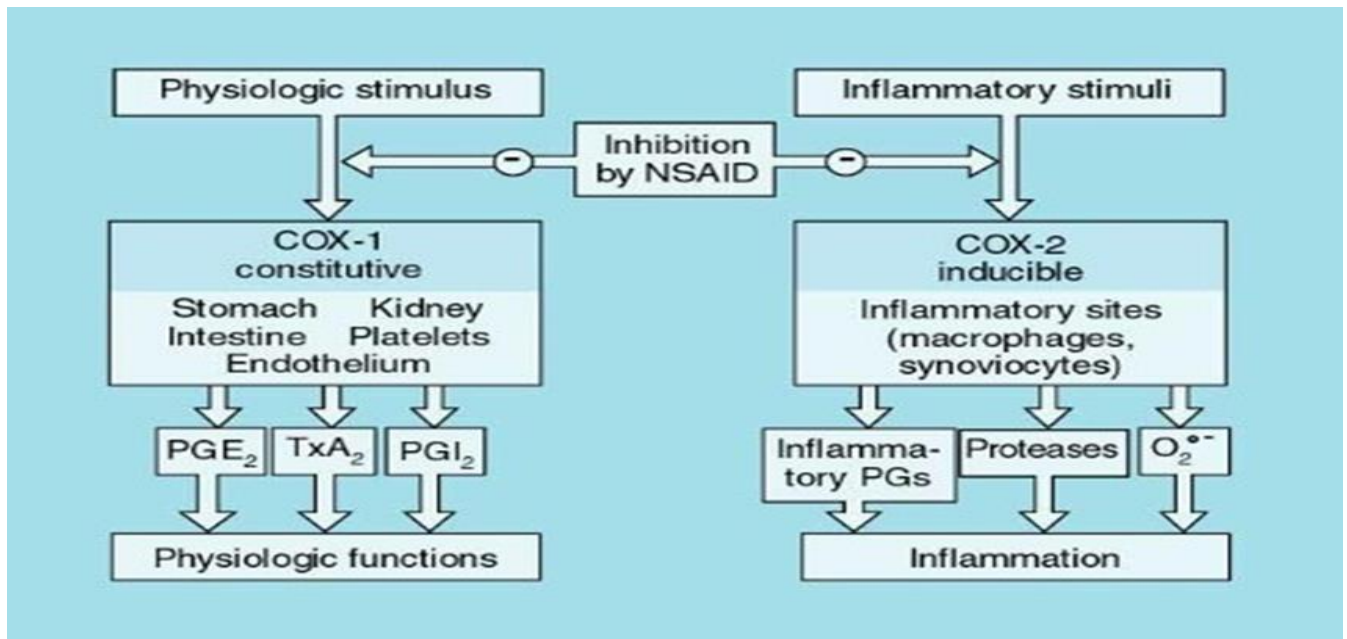 Physiologic stimulus
Inflammatory stimuli
Inhibition
by NSAID
-
-
COX-1
constitutive
Stomach Kidney
Intestine Platelets
Endothelium
COX-2
inducible
Inflammatory sites
(macrophages,
synoviocytes)
PGE₂
TxA₂
PGI₂
Inflamma-
tory PGs
Proteases
O₂•-
Physiologic functions
Inflammation